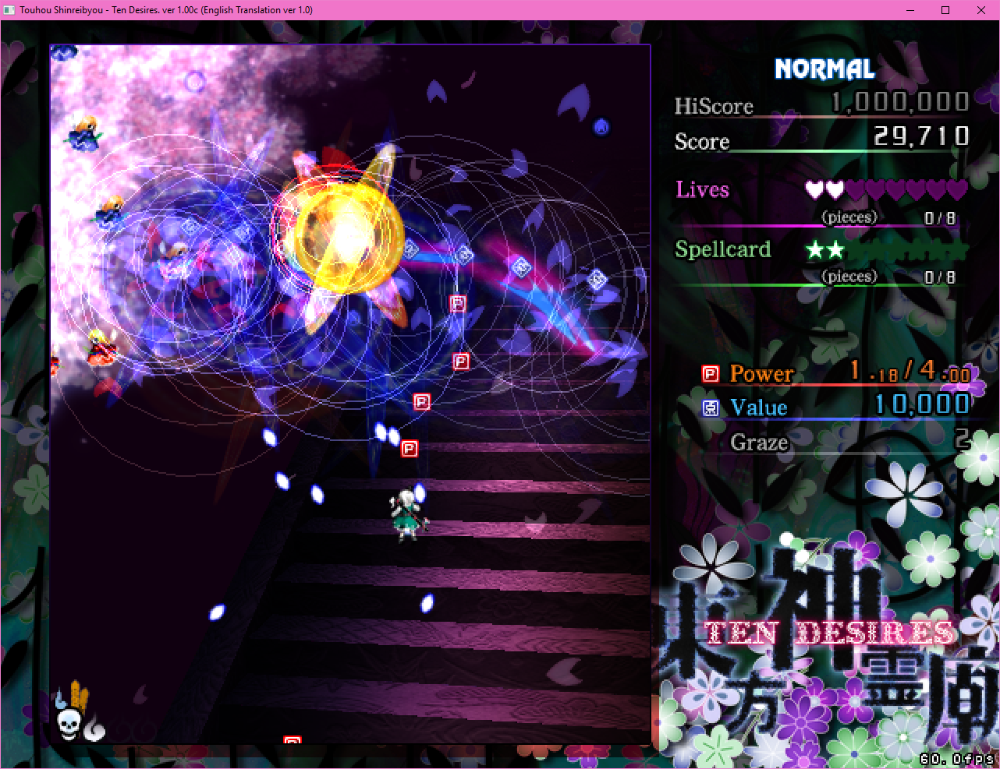 Touhou Shinreibyou - Ten Desires. ver 1.00c (English Translation ver 1.0)
NORMAL
HiScore 1,000,000
Score 29,710
Lives
(pieces) 0/8
Spellcard
(pieces) 0/8
P Power 1.18/4.00
Value 10,000
Graze 2
P
P
P
P
東方神霊廟
TEN DESIRES
60.0fps